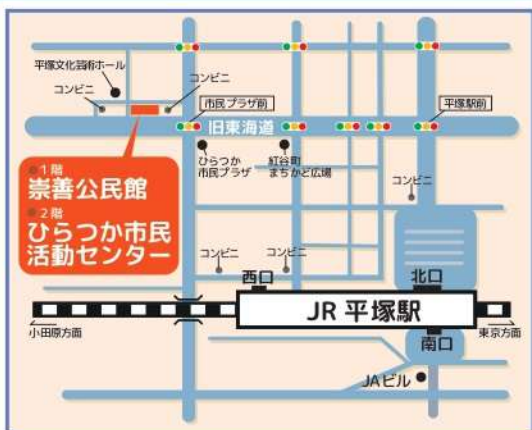 平塚文化芸術ホール
コンビニ
コンビニ
市民プラザ前
平塚駅前
旧東海道
ひらつか
市民プラザ
紅谷町
まちかど広場
●1階
崇善公民館
●2階
ひらつか市民
活動センター
コンビニ
コンビニ
コンビニ
西口
北口
JR 平塚駅
小田原方面
東京方面
南口
JAビル